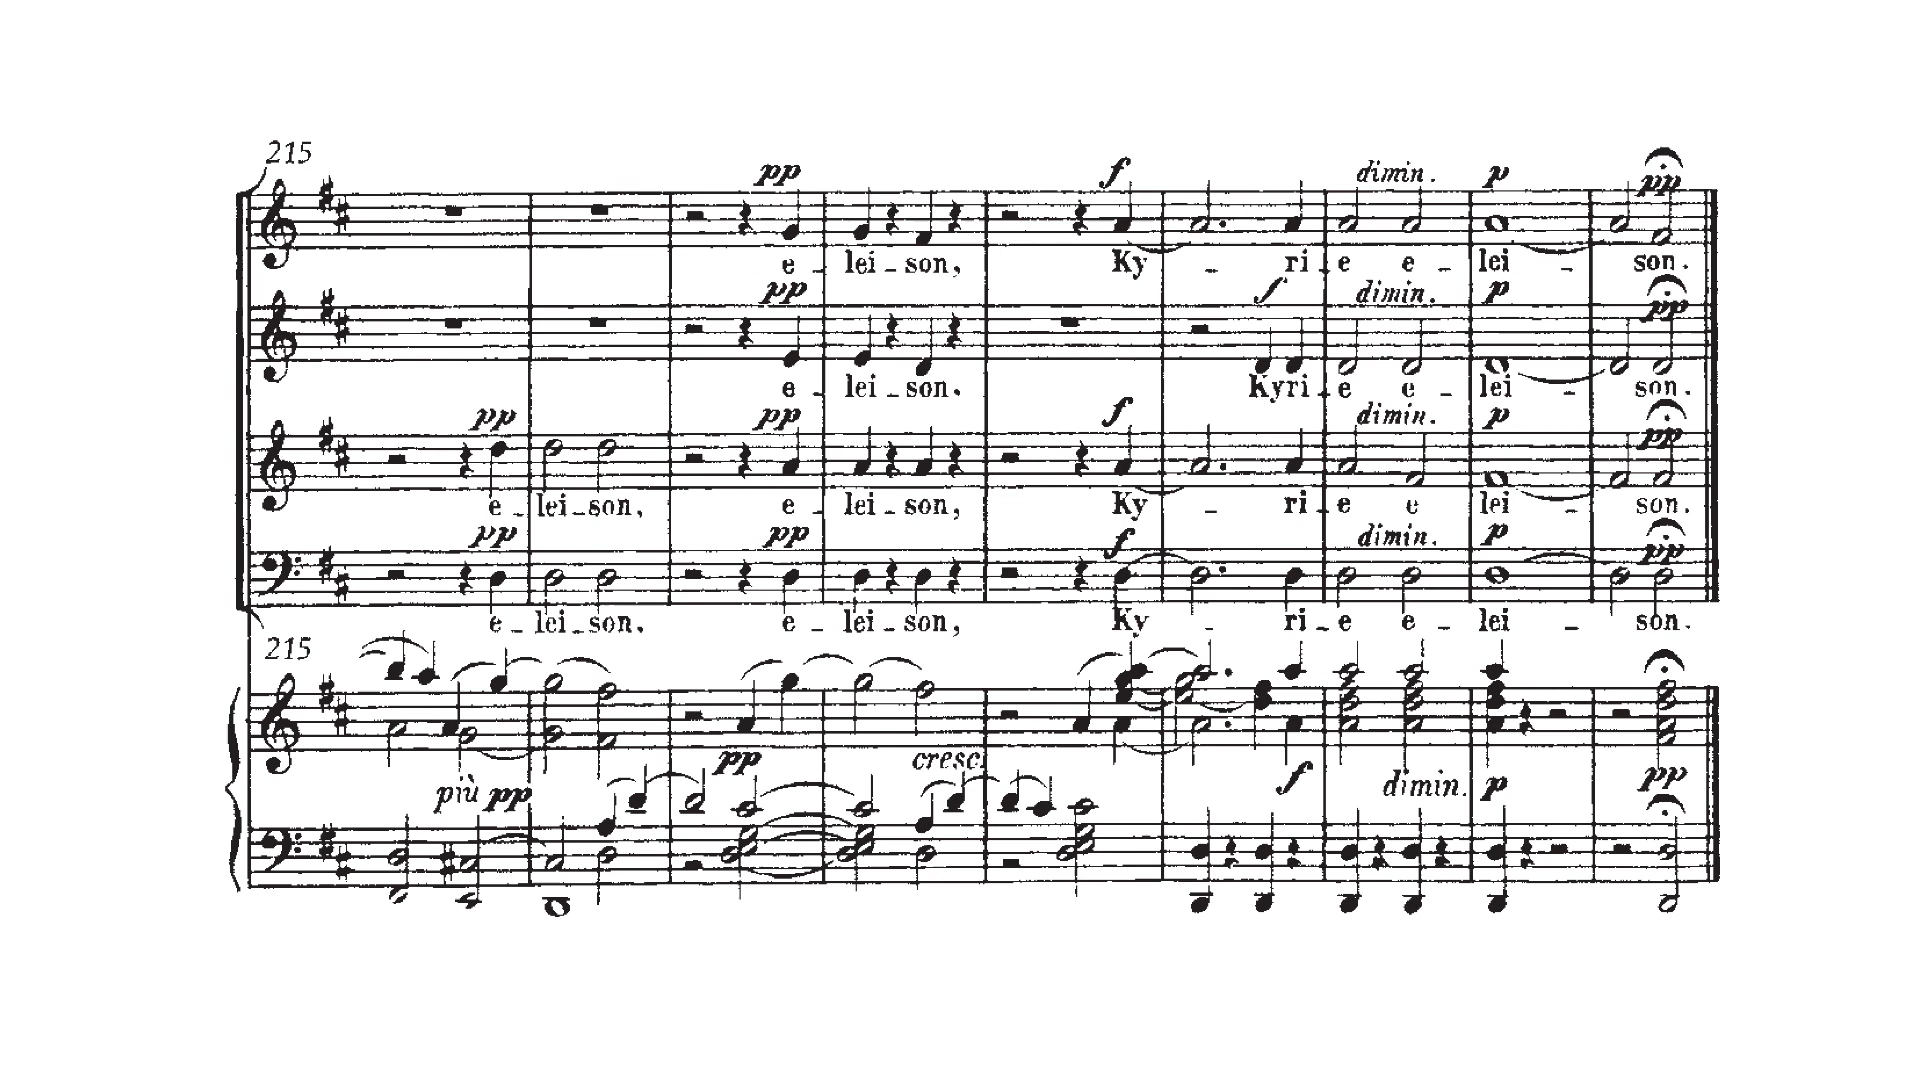 215
pp f dimin. p pp
e - lei - son, Ky - ri - e e - lei - son.
pp f dimin. p pp
e - lei - son. Kyri - e e - lei - son.
pp pp f dimin. p pp
e - lei - son, e - lei - son, Ky - ri - e e lei - son.
pp pp f dimin. p pp
e - lei - son. e - lei - son, Ky - ri - e e - lei - son.
215
più pp pp cresc. f dimin. p pp